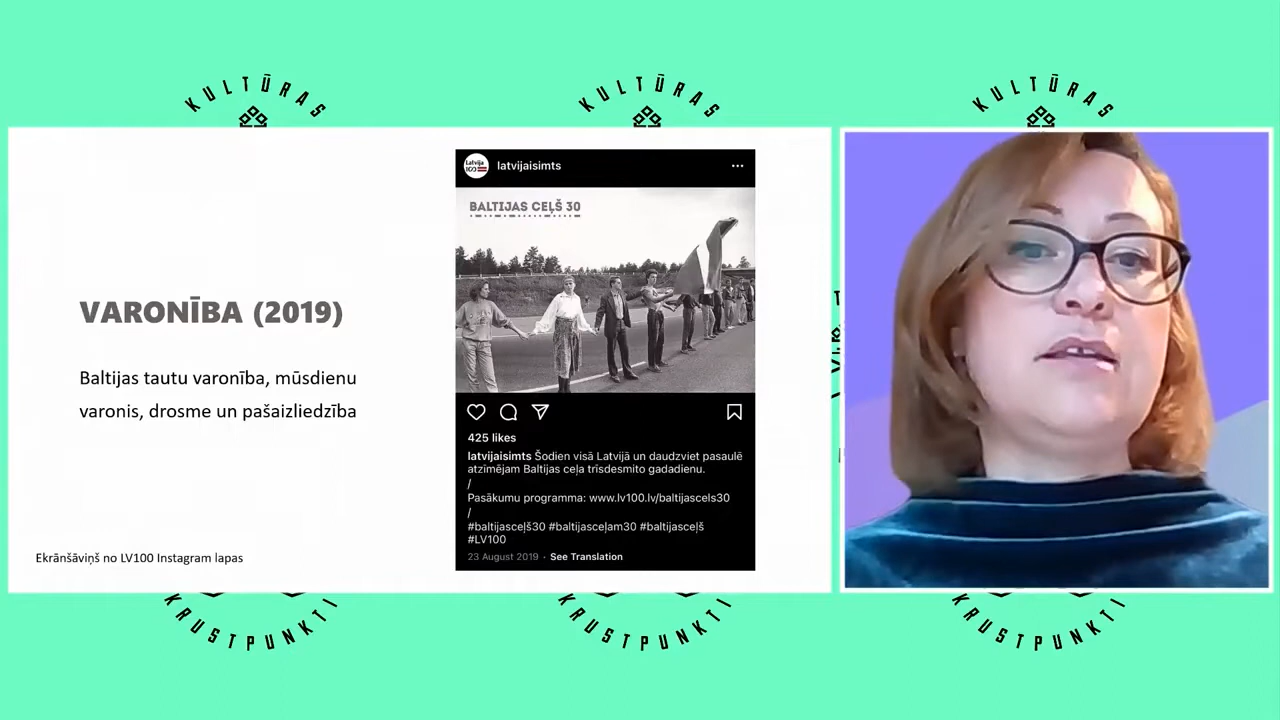 KULTŪRAS
KULTŪRAS
KULTŪRAS
VARONĪBA (2019)
Baltijas tautu varonība, mūsdienu
varonis, drosme un pašaizliedzība
Ekrānšāviņš no LV100 Instagram lapas
Latvija
100
latvijaisimts
BALTIJAS CEĻŠ 30
425 likes
latvijaisimts Šodien visā Latvijā un daudzviet pasaulē
atzīmējam Baltijas ceļa trīsdesmito gadadienu.
/
Pasākumu programma: www.lv100.lv/baltijascels30
/
#baltijasceļš30 #baltijasceļam30 #baltijasceļš
#LV100
23 August 2019 · See Translation
KRUSTPUNKTI
KRUSTPUNKTI
KRUSTPUNKTI